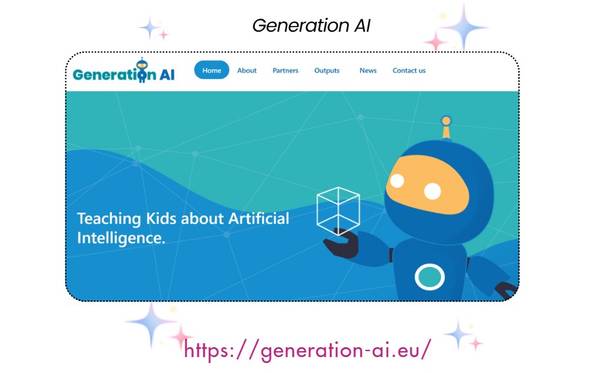 Generation AI
Generation AI
Home About Partners Outputs News Contact us
Teaching Kids about Artificial
Intelligence.
https://generation-ai.eu/